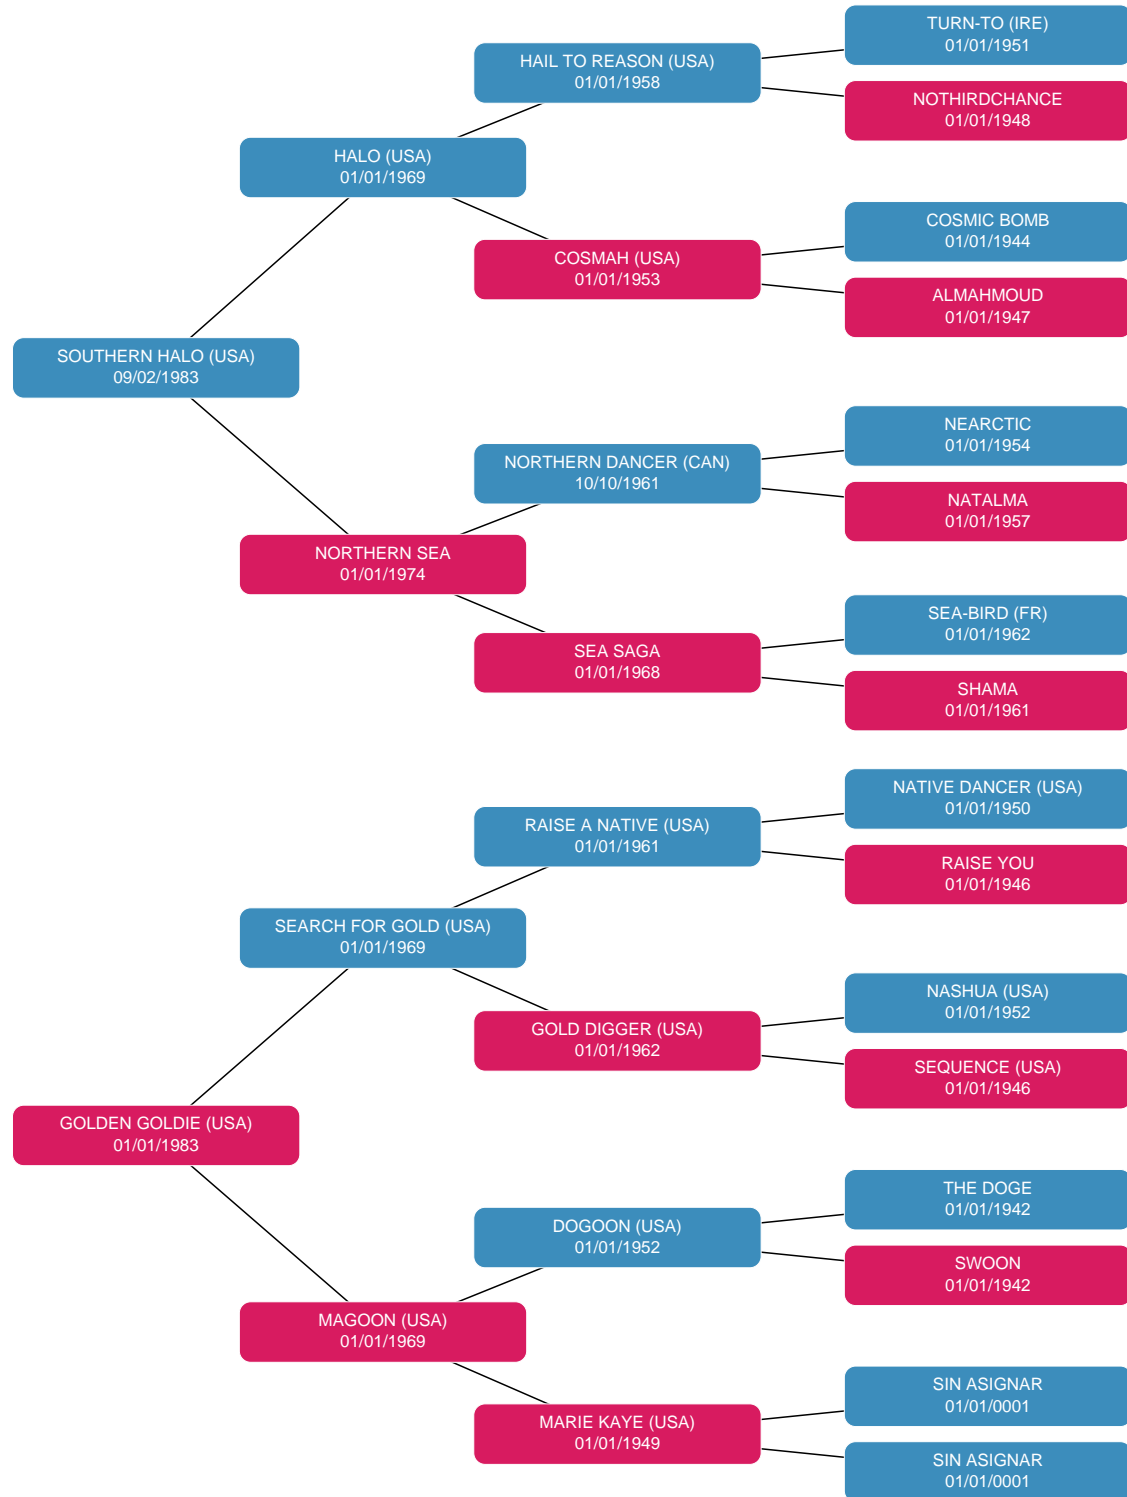 TURN-TO (IRE)
01/01/1951
HAIL TO REASON (USA)
01/01/1958
NOTHIRDCHANCE
01/01/1948
HALO (USA)
01/01/1969
COSMIC BOMB
01/01/1944
COSMAH (USA)
01/01/1953
ALMAHMOUD
01/01/1947
SOUTHERN HALO (USA)
09/02/1983
NEARCTIC
01/01/1954
NORTHERN DANCER (CAN)
10/10/1961
NATALMA
01/01/1957
NORTHERN SEA
01/01/1974
SEA-BIRD (FR)
01/01/1962
SEA SAGA
01/01/1968
SHAMA
01/01/1961
NATIVE DANCER (USA)
01/01/1950
RAISE A NATIVE (USA)
01/01/1961
RAISE YOU
01/01/1946
SEARCH FOR GOLD (USA)
01/01/1969
NASHUA (USA)
01/01/1952
GOLD DIGGER (USA)
01/01/1962
SEQUENCE (USA)
01/01/1946
GOLDEN GOLDIE (USA)
01/01/1983
THE DOGE
01/01/1942
DOGOON (USA)
01/01/1952
SWOON
01/01/1942
MAGOON (USA)
01/01/1969
SIN ASIGNAR
01/01/0001
MARIE KAYE (USA)
01/01/1949
SIN ASIGNAR
01/01/0001